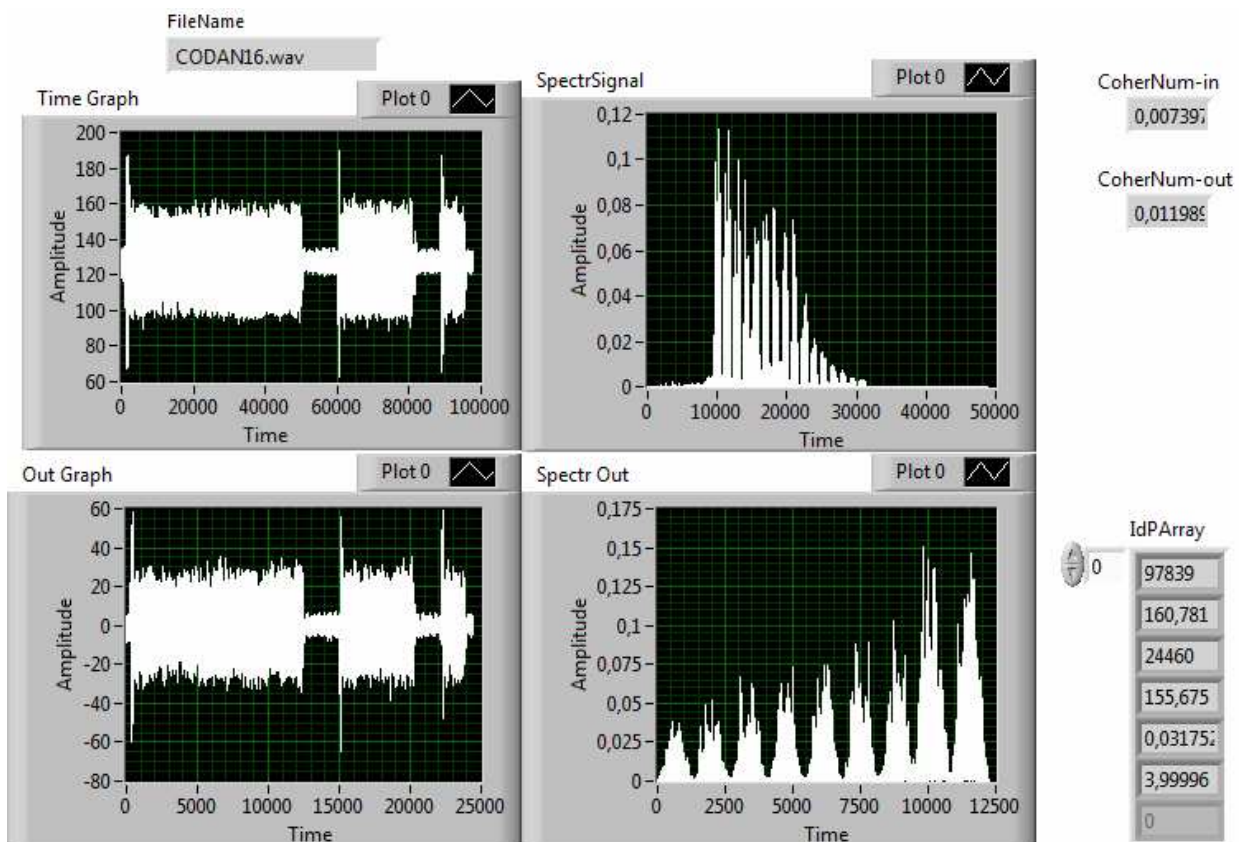 FileName
CODAN16.wav
Time Graph
Plot 0
Amplitude
200
180
160
140
120
100
80
60
0 20000 40000 60000 80000 100000
Time
SpectrSignal
Plot 0
Amplitude
0,12
0,1
0,08
0,06
0,04
0,02
0
0 10000 20000 30000 40000 50000
Time
CoherNum-in
0,007397
CoherNum-out
0,011989
Out Graph
Plot 0
Amplitude
60
40
20
0
-20
-40
-60
-80
0 5000 10000 15000 20000 25000
Time
Spectr Out
Plot 0
Amplitude
0,175
0,15
0,125
0,1
0,075
0,05
0,025
0
0 2500 5000 7500 10000 12500
Time
IdPArray
0
97839
160,781
24460
155,675
0,031752
3,99996
0